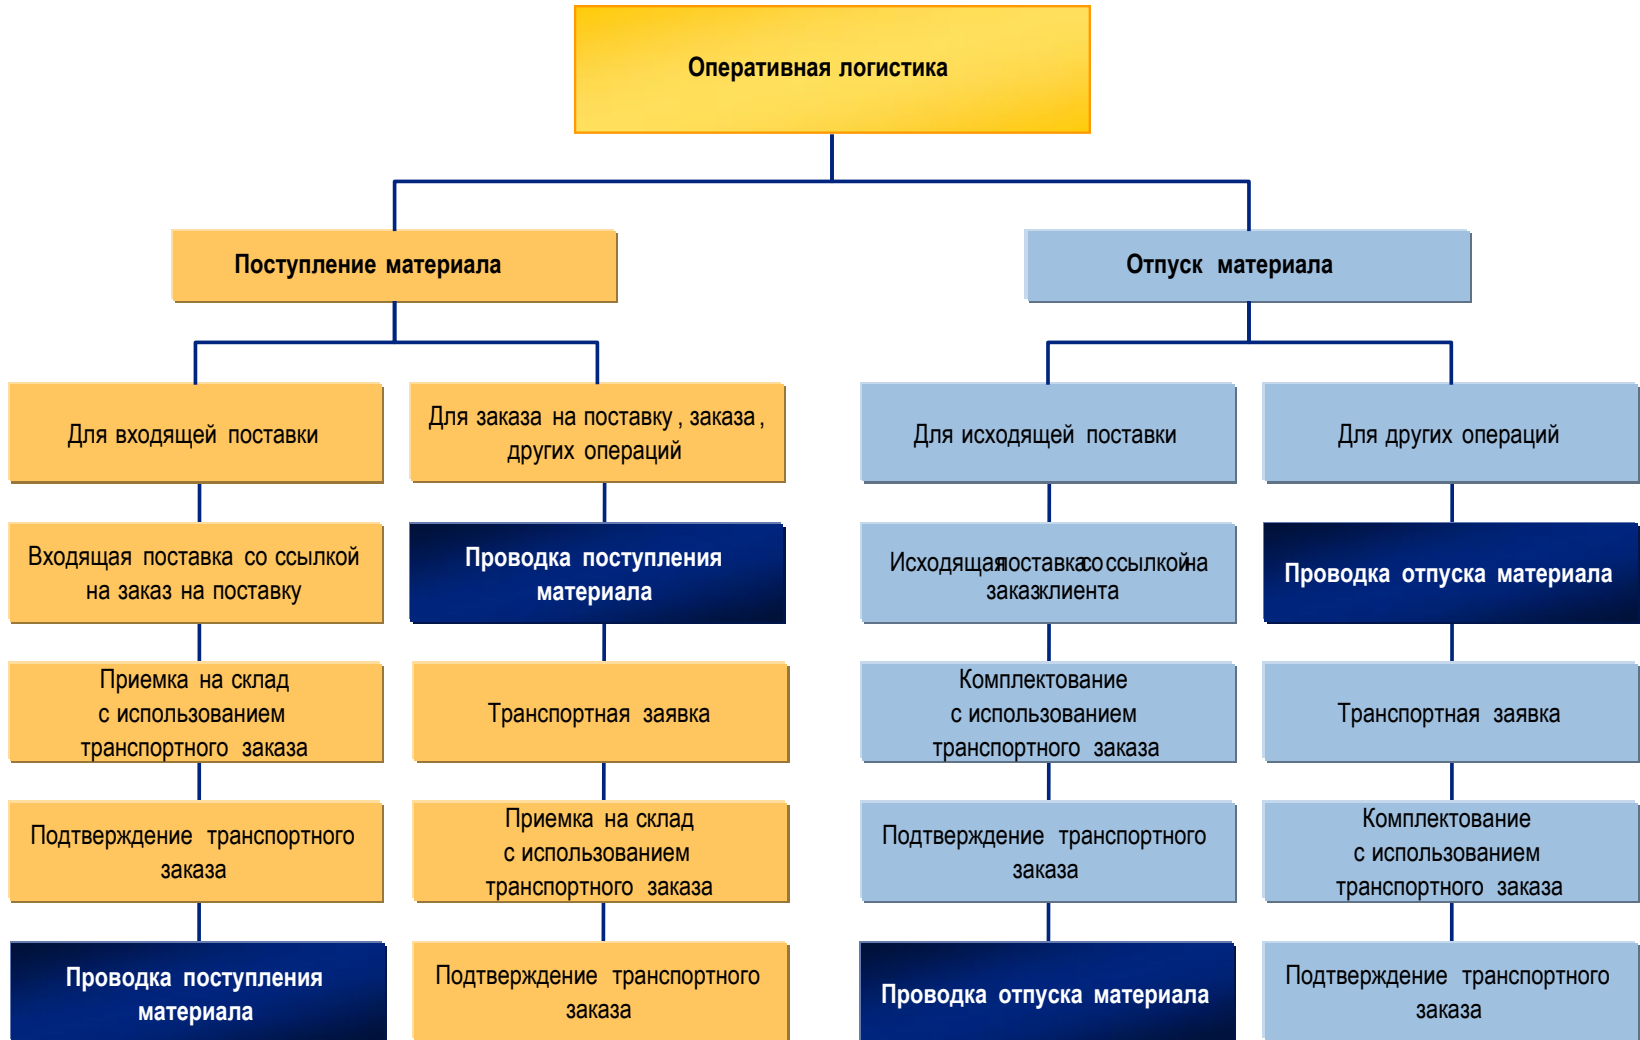 Оперативная логистика
Поступление материала
Отпуск материала
Для входящей поставки
Для заказа на поставку, заказа,
других операций
Для исходящей поставки
Для других операций
Входящая поставка со ссылкой
на заказ на поставку
Проводка поступления
материала
Исходящая поставка со ссылкой на
заказ клиента
Проводка отпуска материала
Приемка на склад
с использованием
транспортного заказа
Транспортная заявка
Комплектование
с использованием
транспортного заказа
Транспортная заявка
Подтверждение транспортного
заказа
Приемка на склад
с использованием
транспортного заказа
Подтверждение транспортного
заказа
Комплектование
с использованием
транспортного заказа
Проводка поступления
материала
Подтверждение транспортного
заказа
Проводка отпуска материала
Подтверждение транспортного
заказа